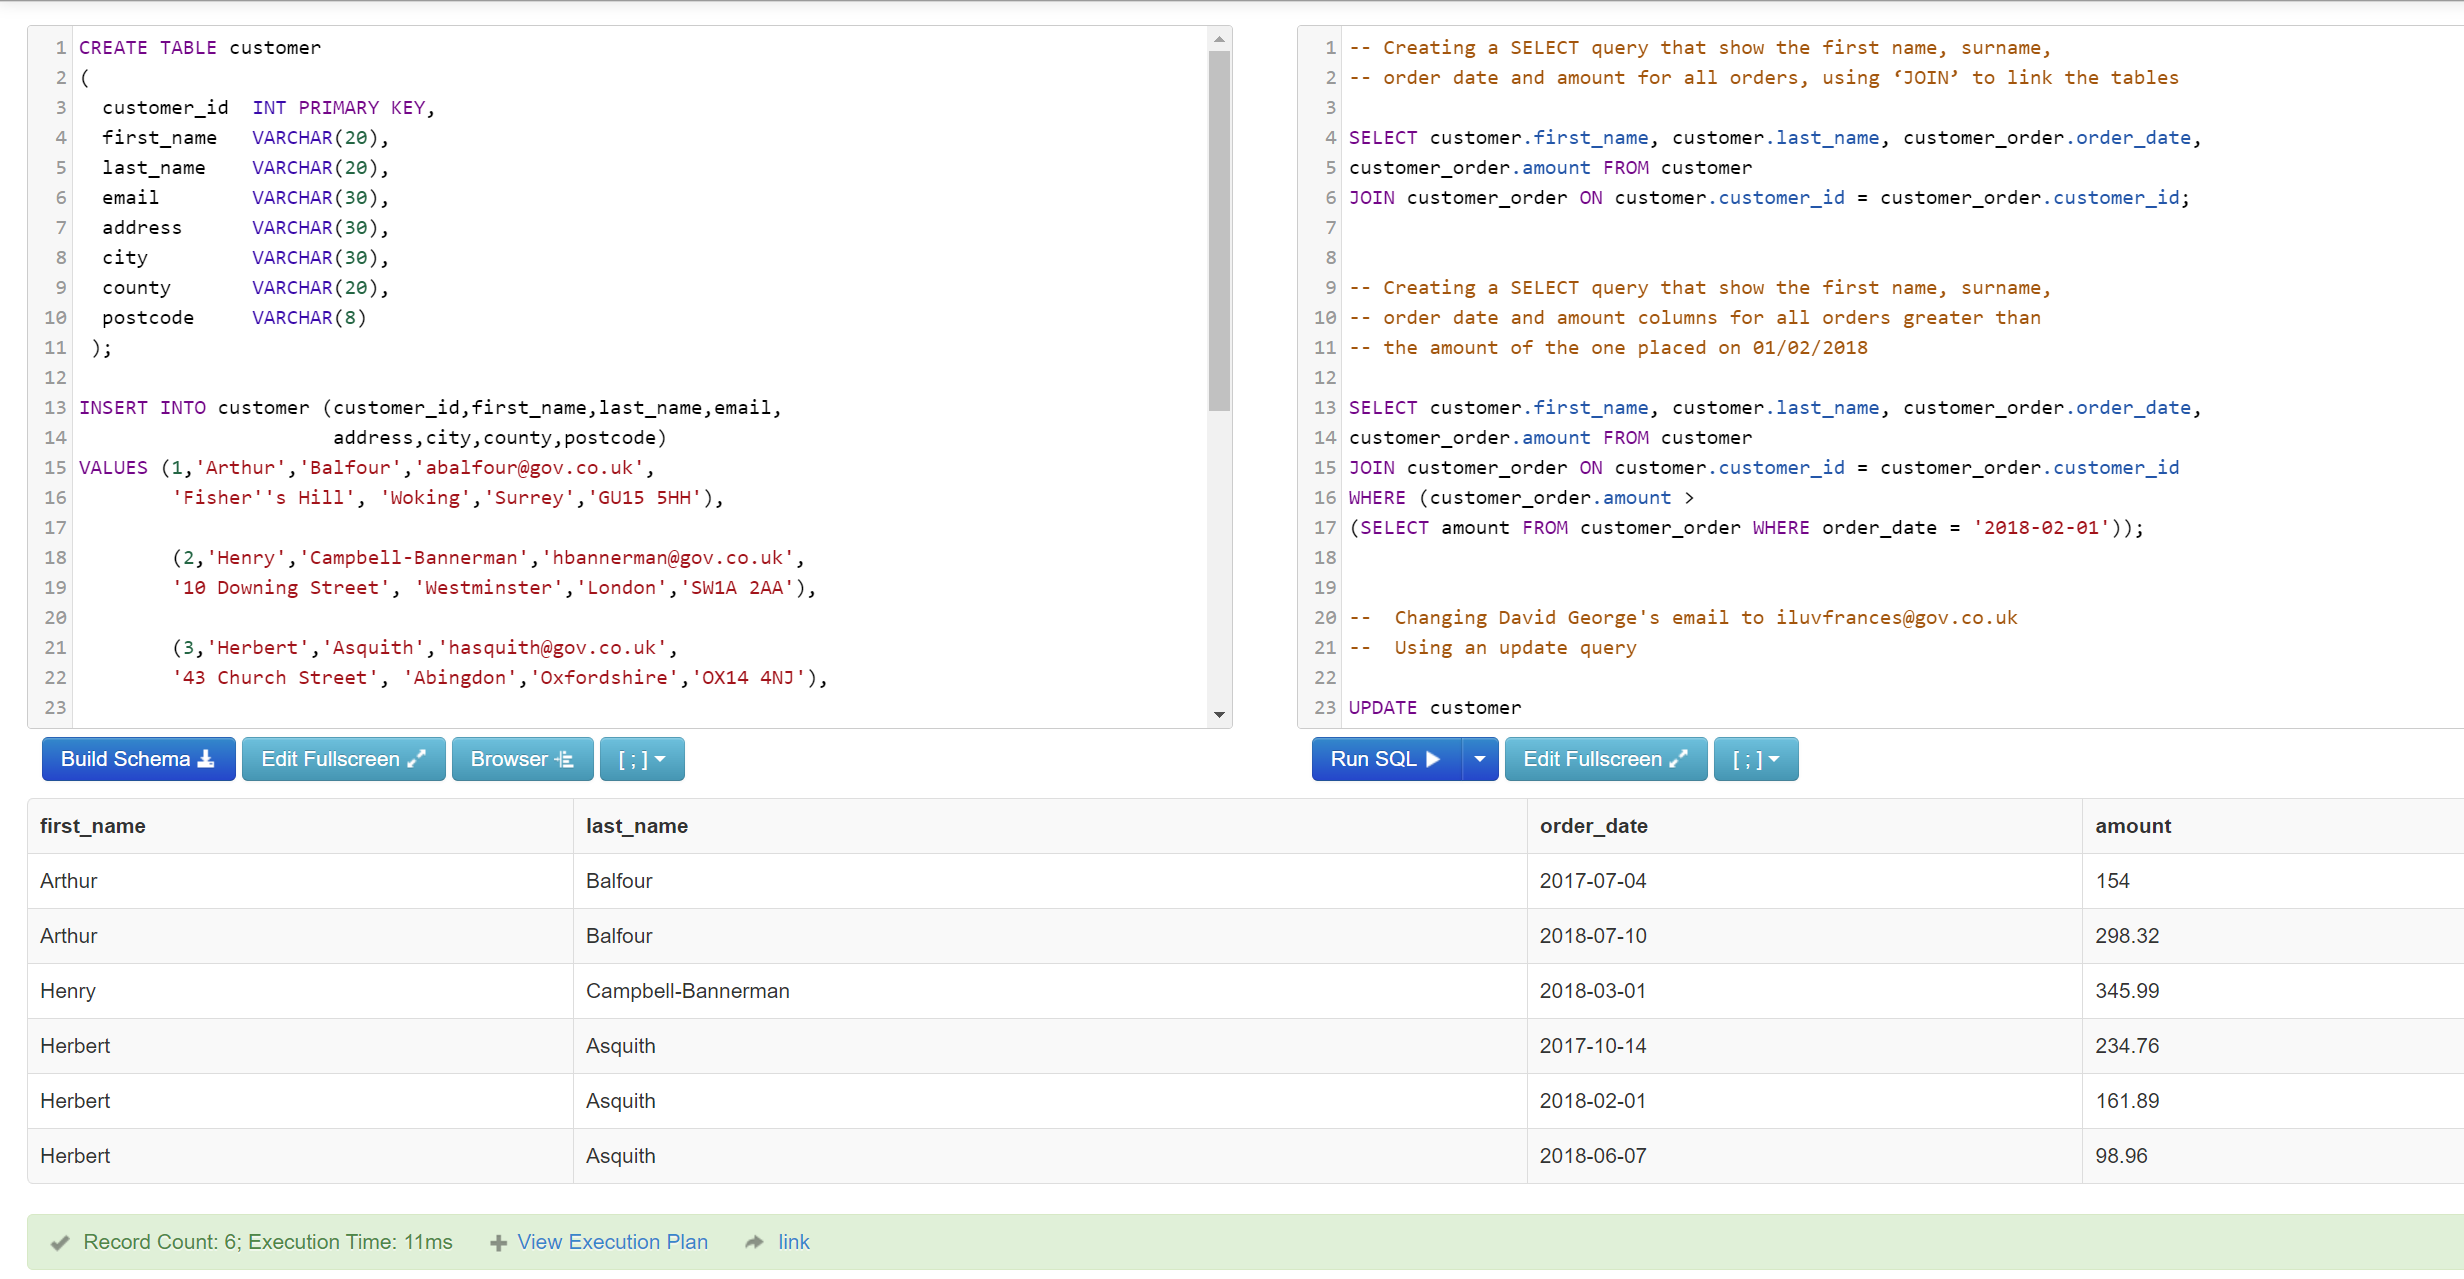 1 CREATE TABLE customer
2 (
3 customer_id INT PRIMARY KEY,
4 first_name VARCHAR(20),
5 last_name VARCHAR(20),
6 email VARCHAR(30),
7 address VARCHAR(30),
8 city VARCHAR(30),
9 county VARCHAR(20),
10 postcode VARCHAR(8)
11 );
12
13 INSERT INTO customer (customer_id,first_name,last_name,email,
14 address,city,county,postcode)
15 VALUES (1,'Arthur','Balfour','abalfour@gov.co.uk',
16 'Fisher''s Hill', 'Woking','Surrey','GU15 5HH'),
17
18 (2,'Henry','Campbell-Bannerman','hbannerman@gov.co.uk',
19 '10 Downing Street', 'Westminster','London','SW1A 2AA'),
20
21 (3,'Herbert','Asquith','hasquith@gov.co.uk',
22 '43 Church Street', 'Abingdon','Oxfordshire','OX14 4NJ'),
23
Build Schema
Edit Fullscreen
Browser
[ ; ]
1 -- Creating a SELECT query that show the first name, surname,
2 -- order date and amount for all orders, using ‘JOIN’ to link the tables
3
4 SELECT customer.first_name, customer.last_name, customer_order.order_date,
5 customer_order.amount FROM customer
6 JOIN customer_order ON customer.customer_id = customer_order.customer_id;
7
8
9 -- Creating a SELECT query that show the first name, surname,
10 -- order date and amount columns for all orders greater than
11 -- the amount of the one placed on 01/02/2018
12
13 SELECT customer.first_name, customer.last_name, customer_order.order_date,
14 customer_order.amount FROM customer
15 JOIN customer_order ON customer.customer_id = customer_order.customer_id
16 WHERE (customer_order.amount >
17 (SELECT amount FROM customer_order WHERE order_date = '2018-02-01'));
18
19
20 -- Changing David George's email to iluvfrances@gov.co.uk
21 -- Using an update query
22
23 UPDATE customer
Run SQL
Edit Fullscreen
[ ; ]
first_name last_name order_date amount
Arthur Balfour 2017-07-04 154
Arthur Balfour 2018-07-10 298.32
Henry Campbell-Bannerman 2018-03-01 345.99
Herbert Asquith 2017-10-14 234.76
Herbert Asquith 2018-02-01 161.89
Herbert Asquith 2018-06-07 98.96
Record Count: 6; Execution Time: 11ms View Execution Plan link